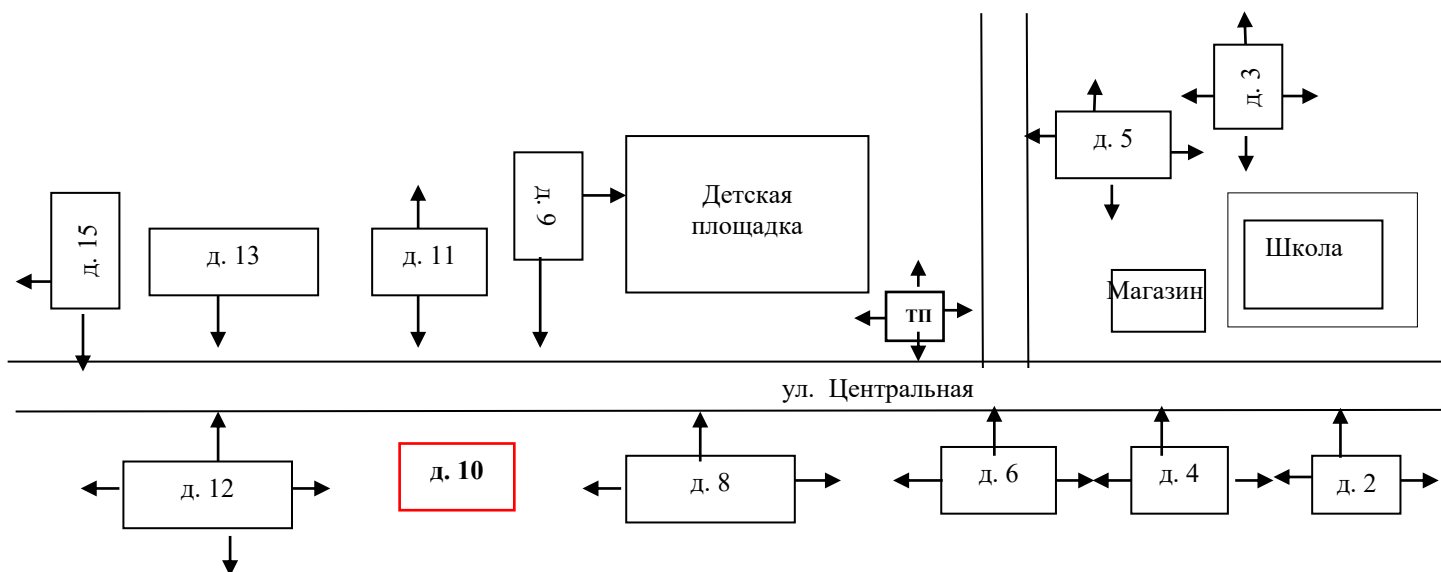 д. 3
д. 5
д. 9
Детская
площадка
д. 15
д. 13
д. 11
Школа
Магазин
ТП
ул. Центральная
д. 12
д. 10
д. 8
д. 6
д. 4
д. 2